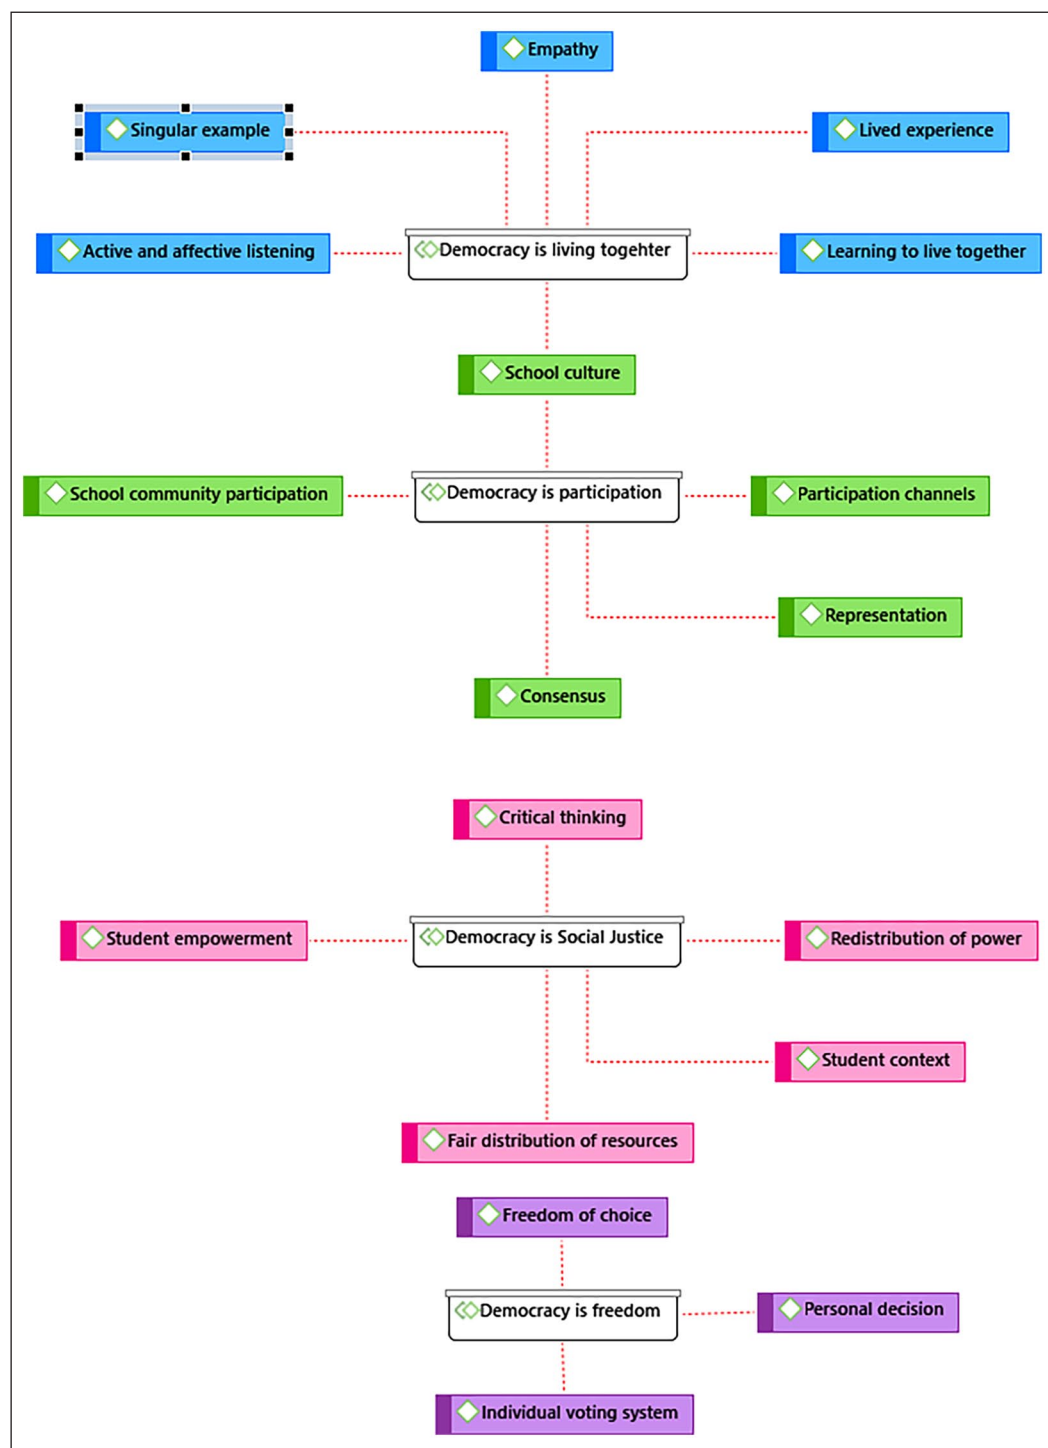 Empathy
Singular example
Lived experience
Active and affective listening
Democracy is living togehter
Learning to live together
School culture
School community participation
Democracy is participation
Participation channels
Representation
Consensus
Critical thinking
Student empowerment
Democracy is Social Justice
Redistribution of power
Student context
Fair distribution of resources
Freedom of choice
Democracy is freedom
Personal decision
Individual voting system